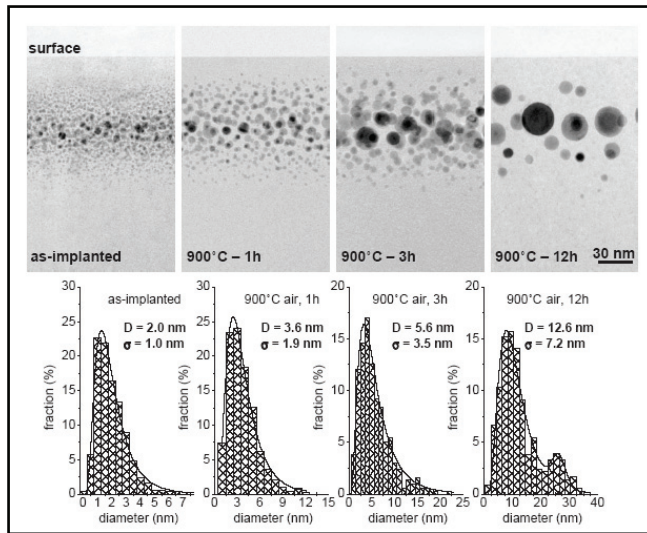 surface
as-implanted
900°C – 1h
900°C – 3h
900°C – 12h
30 nm
30
25
20
15
10
5
0
fraction (%)
as-implanted
D = 2.0 nm
σ = 1.0 nm
0 1 2 3 4 5 6 7
diameter (nm)
30
25
20
15
10
5
0
fraction (%)
900°C air, 1h
D = 3.6 nm
σ = 1.9 nm
0 3 6 9 12 15
diameter (nm)
20
15
10
5
0
fraction (%)
900°C air, 3h
D = 5.6 nm
σ = 3.5 nm
0 5 10 15 20 25
diameter (nm)
20
15
10
5
0
fraction (%)
900°C air, 12h
D = 12.6 nm
σ = 7.2 nm
0 10 20 30 40
diameter (nm)